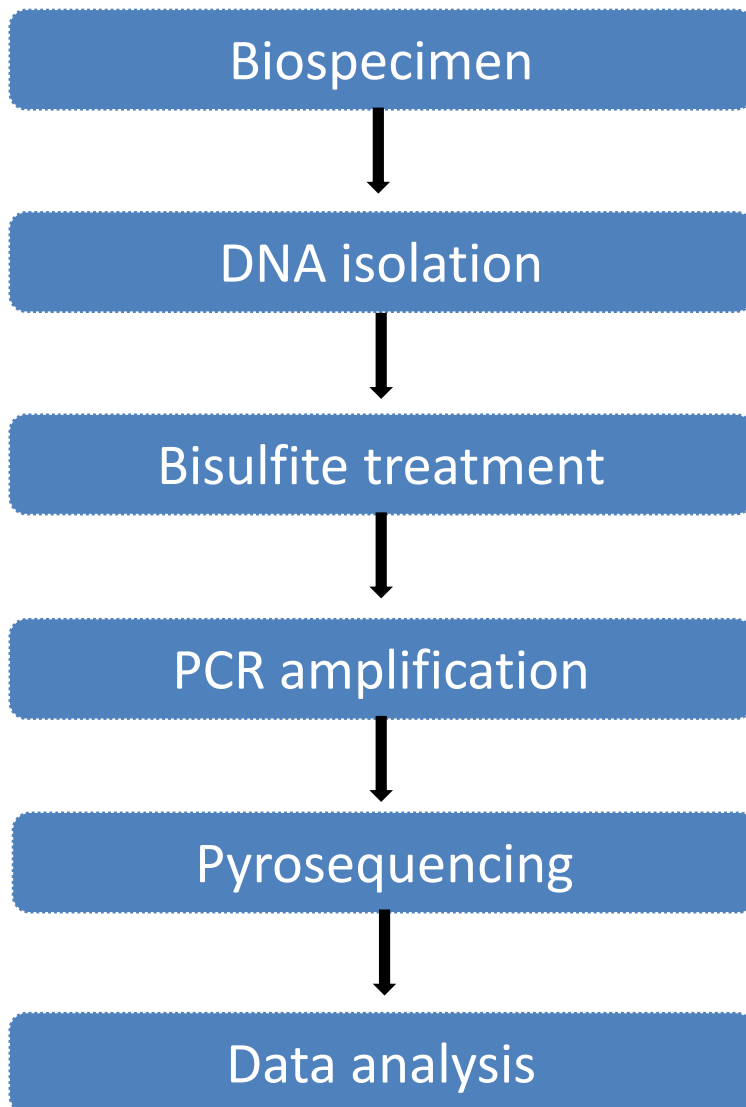 Biospecimen
DNA isolation
Bisulfite treatment
PCR amplification
Pyrosequencing
Data analysis